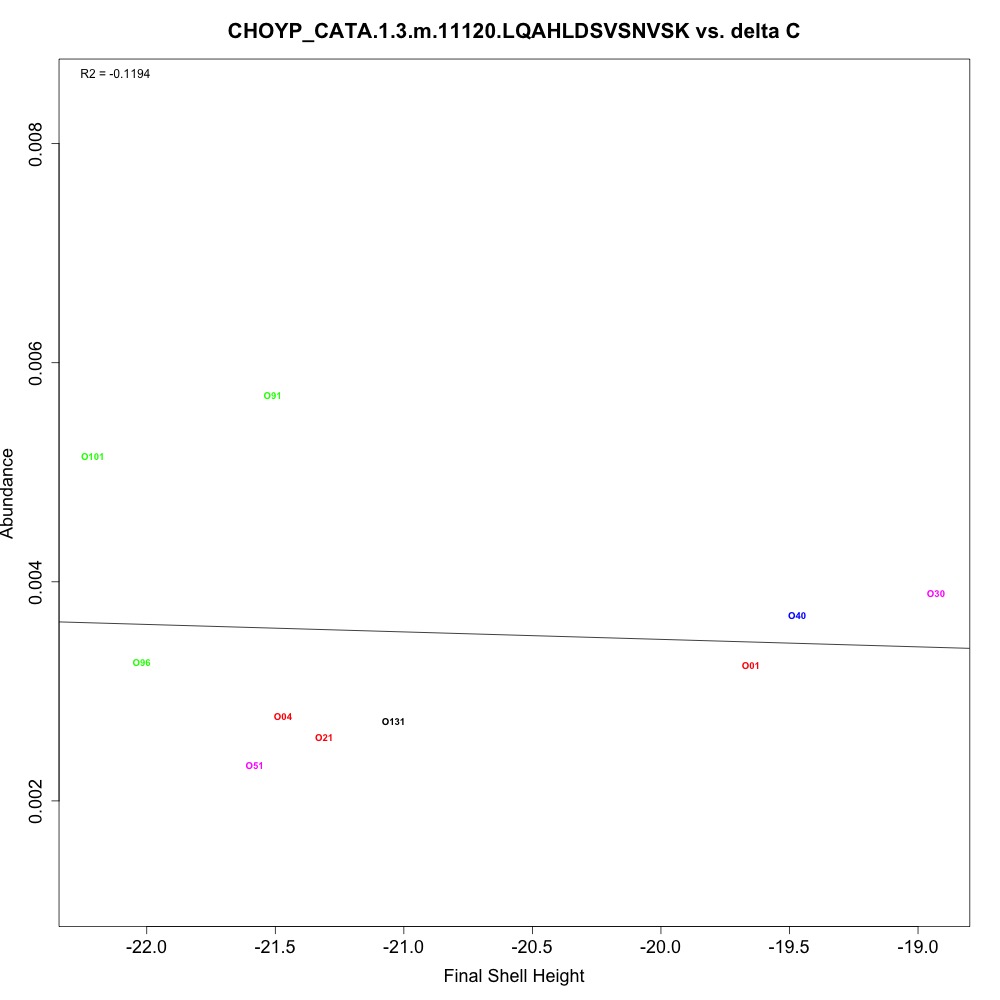 CHOYP_CATA.1.3.m.11120.LQAHLDSVSNVSK vs. delta C
R2 = -0.1194
0.008
0.006
0.004
0.002
Abundance
O91
O101
O30
O40
O96
O01
O04
O131
O21
O51
-22.0 -21.5 -21.0 -20.5 -20.0 -19.5 -19.0
Final Shell Height